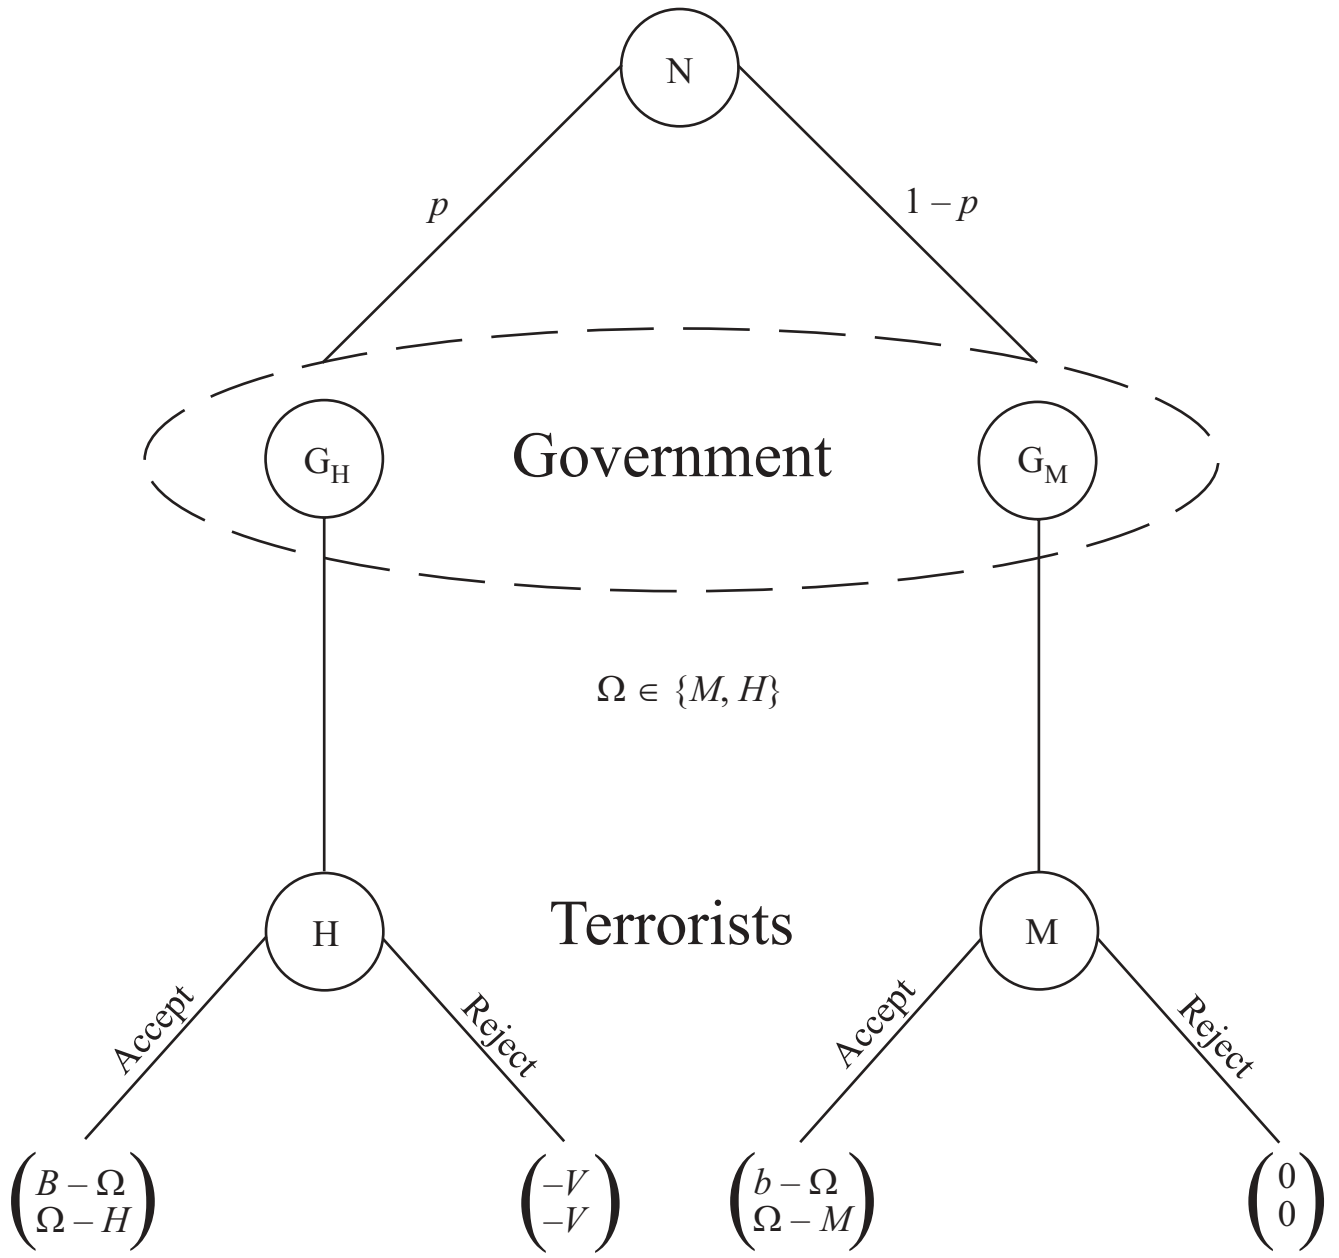 N
p
1 – p
G_H
Government
G_M
Ω ∈ {M, H}
H
Terrorists
M
Accept
Reject
Accept
Reject
B – Ω
Ω – H
–V
–V
b – Ω
Ω – M
0
0